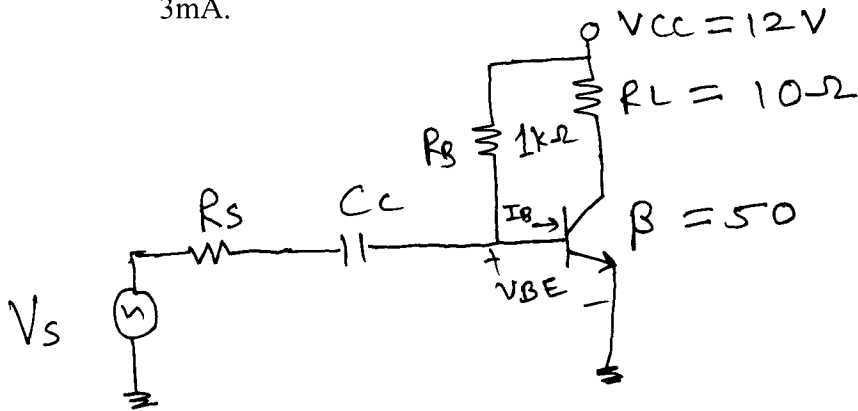 3mA.
VCC = 12V
RL = 10Ω
RB 1kΩ
Rs Cc
IB
β = 50
+
VBE
−
Vs